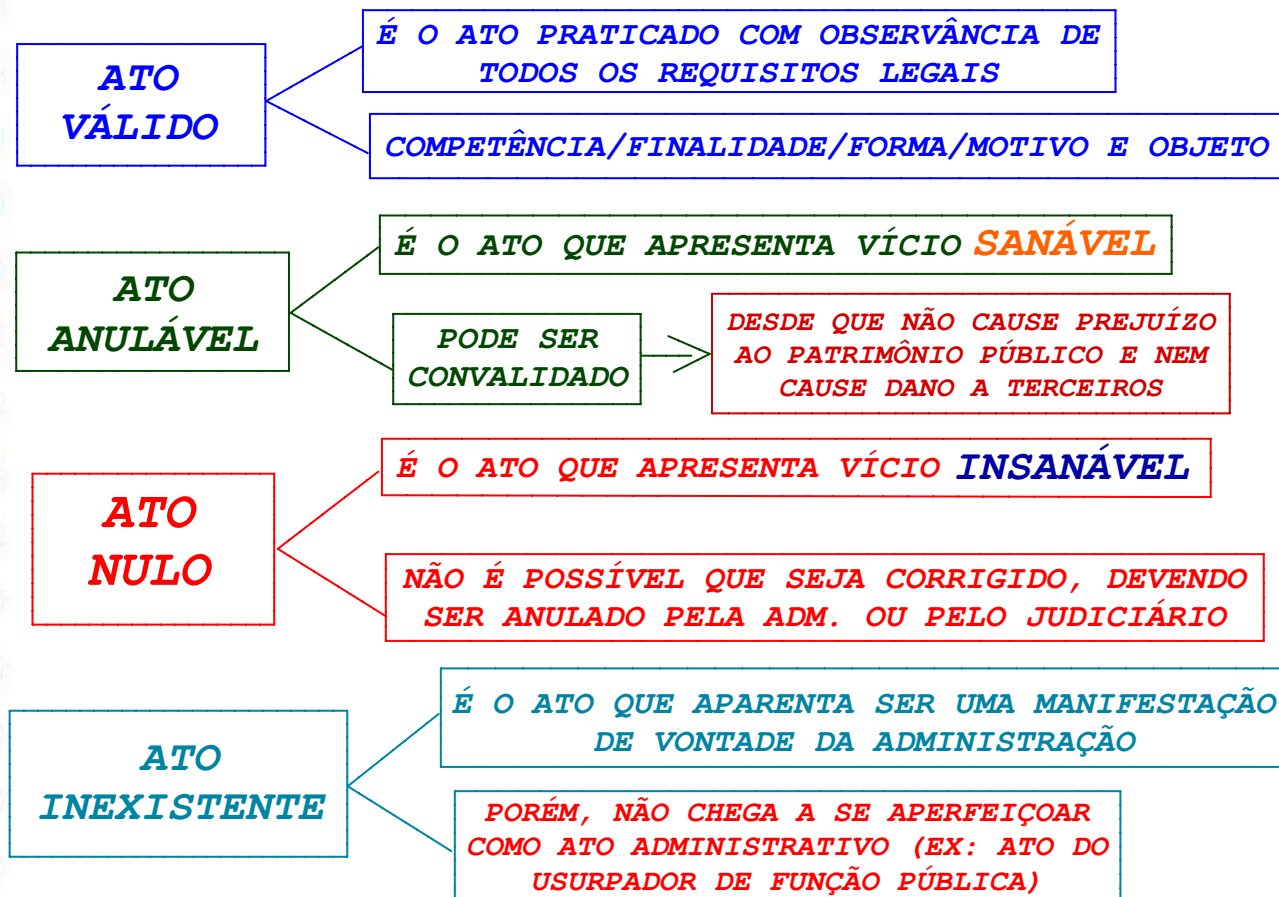 ATO
VÁLIDO
É O ATO PRATICADO COM OBSERVÂNCIA DE
TODOS OS REQUISITOS LEGAIS
COMPETÊNCIA/FINALIDADE/FORMA/MOTIVO E OBJETO
ATO
ANULÁVEL
É O ATO QUE APRESENTA VÍCIO SANÁVEL
PODE SER
CONVALIDADO
DESDE QUE NÃO CAUSE PREJUÍZO
AO PATRIMÔNIO PÚBLICO E NEM
CAUSE DANO A TERCEIROS
ATO
NULO
É O ATO QUE APRESENTA VÍCIO INSANÁVEL
NÃO É POSSÍVEL QUE SEJA CORRIGIDO, DEVENDO
SER ANULADO PELA ADM. OU PELO JUDICIÁRIO
ATO
INEXISTENTE
É O ATO QUE APARENTA SER UMA MANIFESTAÇÃO
DE VONTADE DA ADMINISTRAÇÃO
PORÉM, NÃO CHEGA A SE APERFEIÇOAR
COMO ATO ADMINISTRATIVO (EX: ATO DO
USURPADOR DE FUNÇÃO PÚBLICA)